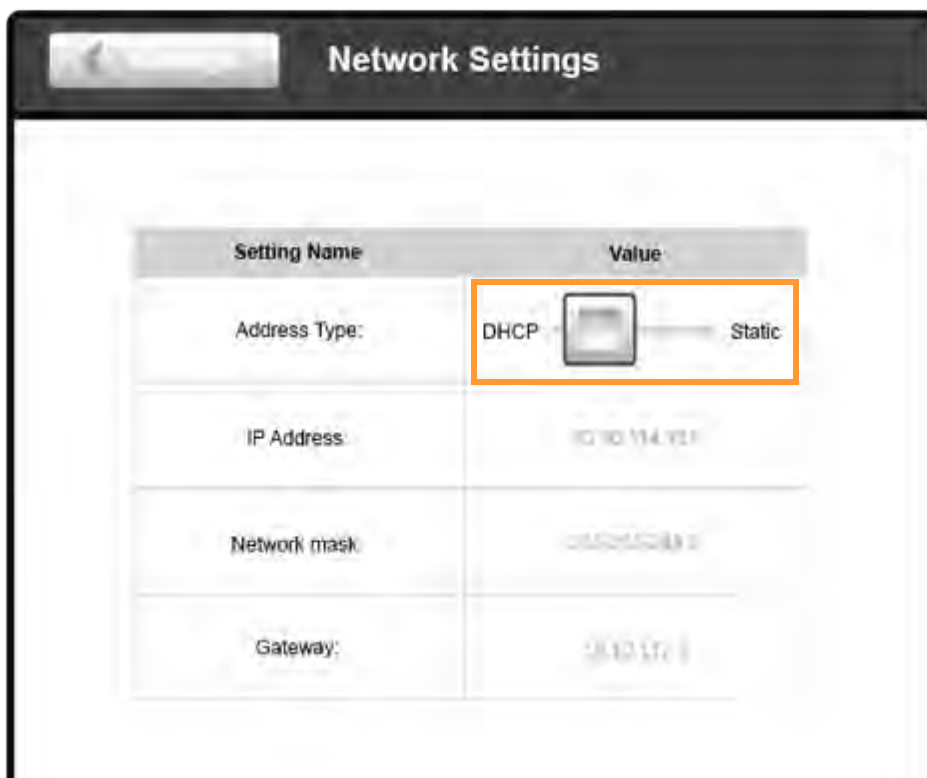 Network Settings
Setting Name Value
Address Type: DHCP Static
IP Address:
Network mask
Gateway: